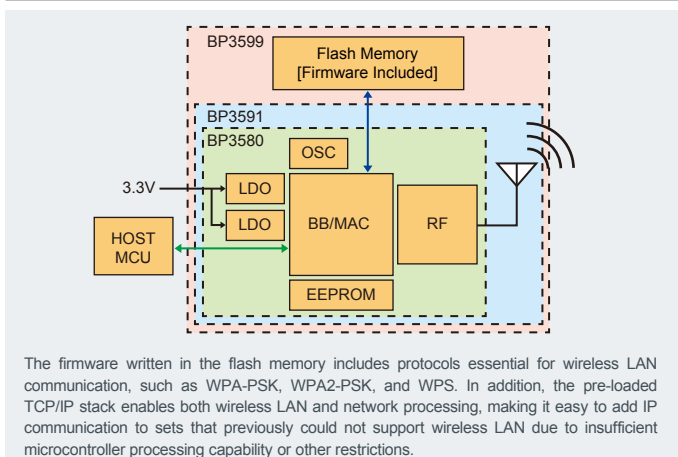 BP3599
Flash Memory
[Firmware Included]
BP3591
BP3580
OSC
3.3V
LDO
LDO
BB/MAC
RF
HOST
MCU
EEPROM
The firmware written in the flash memory includes protocols essential for wireless LAN
communication, such as WPA-PSK, WPA2-PSK, and WPS. In addition, the pre-loaded
TCP/IP stack enables both wireless LAN and network processing, making it easy to add IP
communication to sets that previously could not support wireless LAN due to insufficient
microcontroller processing capability or other restrictions.